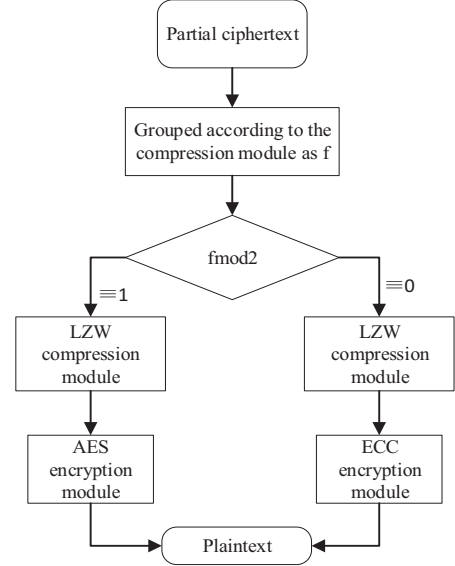 Partial ciphertext
Grouped according to the
compression module as f
fmod2
≡1
≡0
LZW
compression
module
LZW
compression
module
AES
encryption
module
ECC
encryption
module
Plaintext